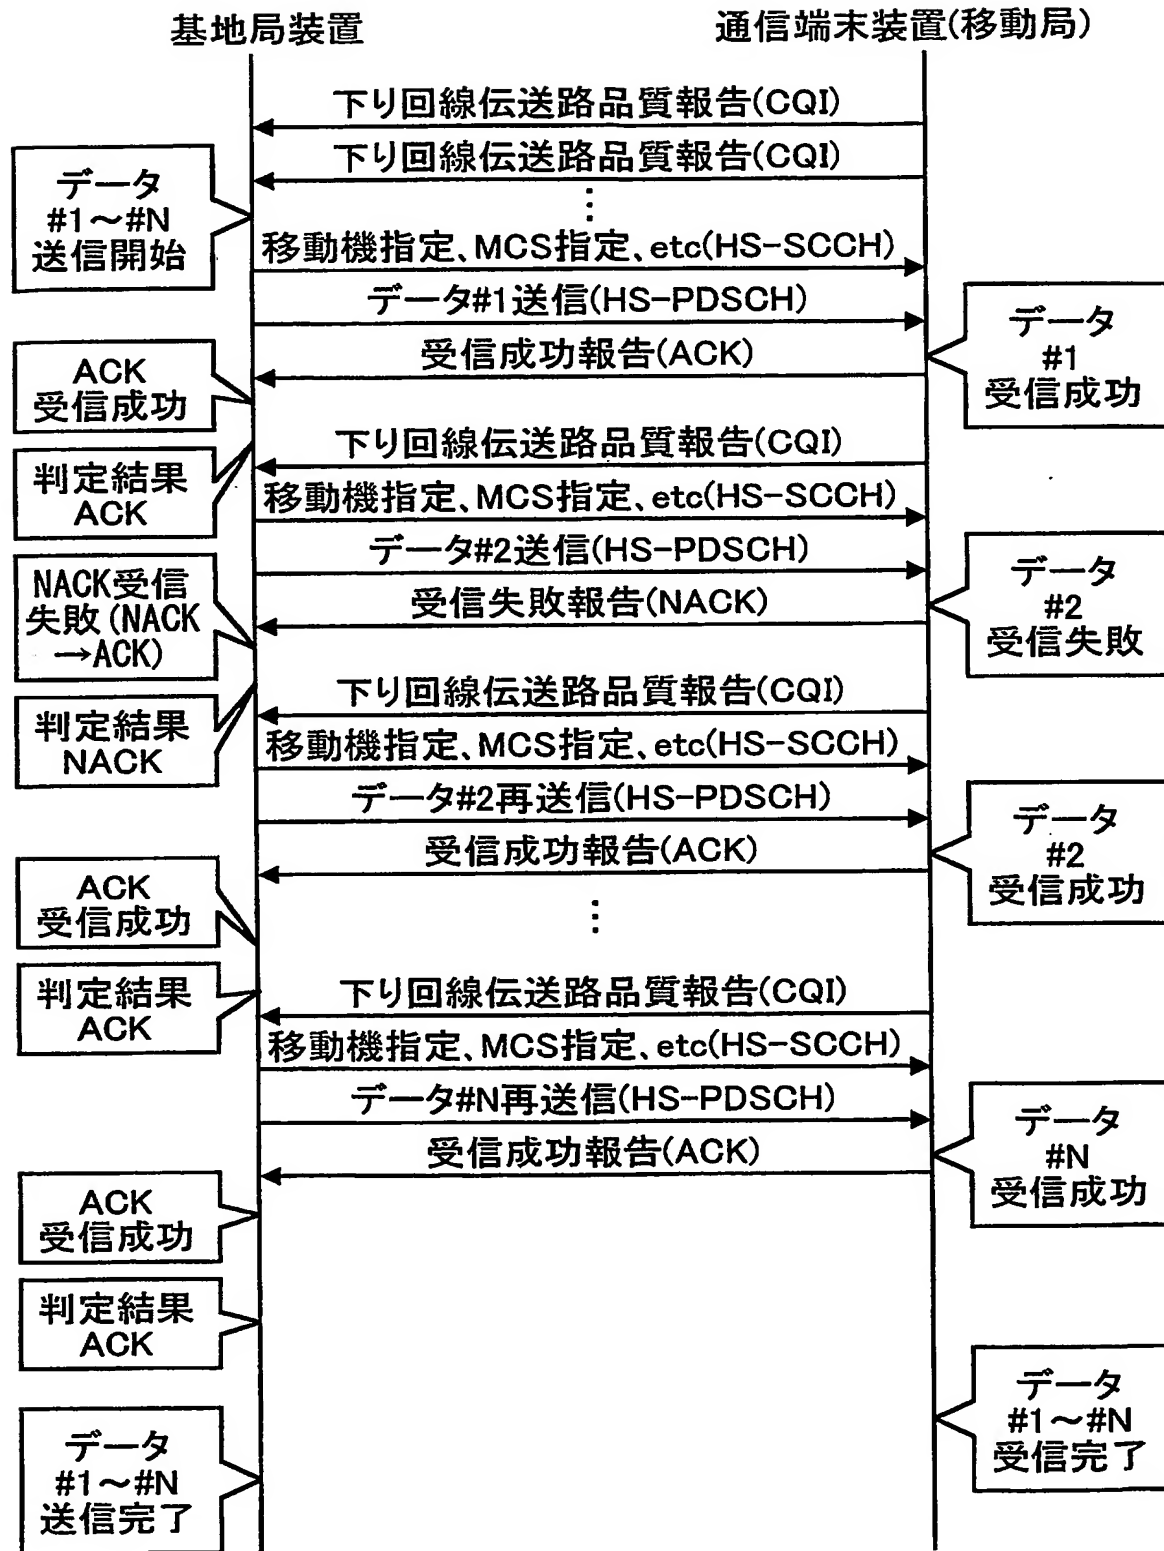 基地局装置
通信端末装置(移動局)
下り回線伝送路品質報告(CQI)
下り回線伝送路品質報告(CQI)
データ
#1～#N
送信開始
移動機指定、MCS指定、etc(HS-SCCH)
データ#1送信(HS-PDSCH)
データ
#1
受信成功
受信成功報告(ACK)
ACK
受信成功
下り回線伝送路品質報告(CQI)
判定結果
ACK
移動機指定、MCS指定、etc(HS-SCCH)
データ#2送信(HS-PDSCH)
データ
#2
受信失敗
NACK受信
失敗(NACK
→ACK)
受信失敗報告(NACK)
下り回線伝送路品質報告(CQI)
判定結果
NACK
移動機指定、MCS指定、etc(HS-SCCH)
データ#2再送信(HS-PDSCH)
データ
#2
受信成功
受信成功報告(ACK)
ACK
受信成功
判定結果
ACK
下り回線伝送路品質報告(CQI)
移動機指定、MCS指定、etc(HS-SCCH)
データ#N再送信(HS-PDSCH)
データ
#N
受信成功
受信成功報告(ACK)
ACK
受信成功
判定結果
ACK
データ
#1～#N
受信完了
データ
#1～#N
送信完了